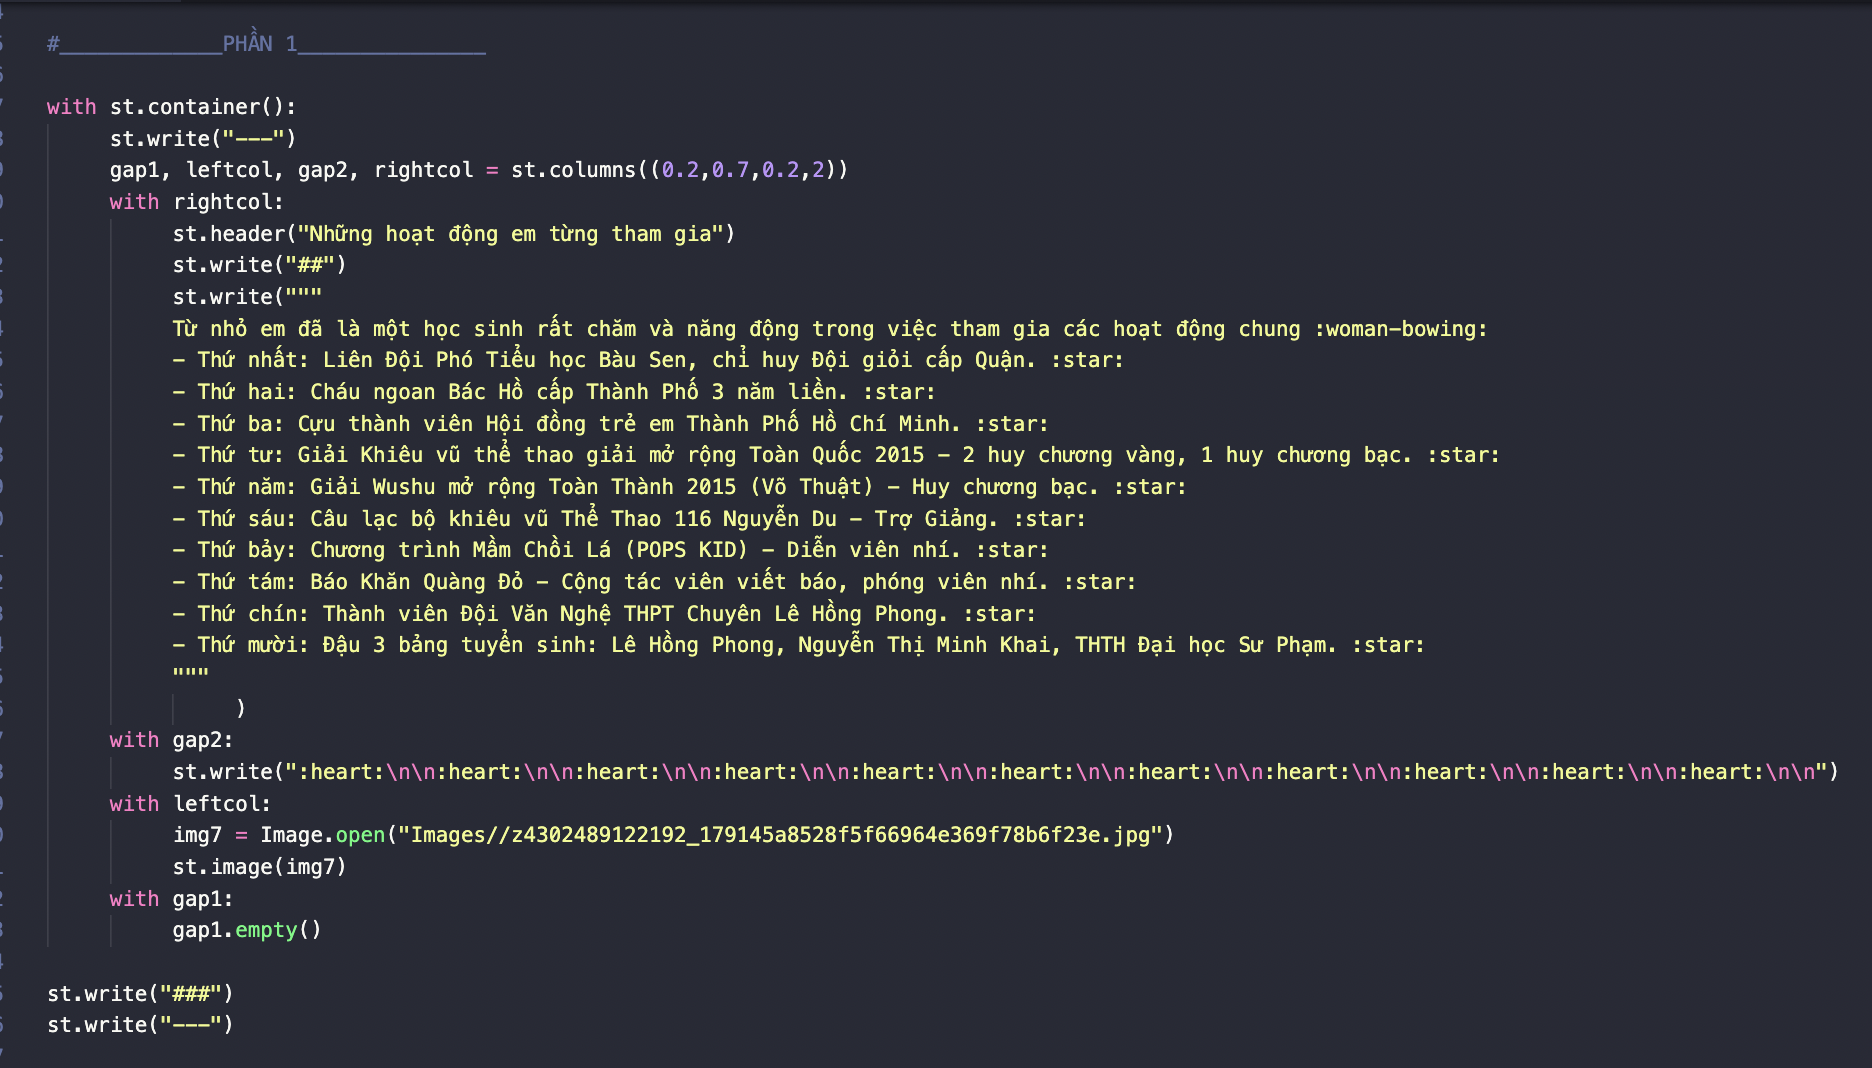 #_____________PHẦN 1_______________
with st.container():
st.write("---")
gap1, leftcol, gap2, rightcol = st.columns((0.2,0.7,0.2,2))
with rightcol:
st.header("Những hoạt động em từng tham gia")
st.write("##")
st.write("""
Từ nhỏ em đã là một học sinh rất chăm và năng động trong việc tham gia các hoạt động chung :woman-bowing:
- Thứ nhất: Liên Đội Phó Tiểu học Bàu Sen, chỉ huy Đội giỏi cấp Quận. :star:
- Thứ hai: Cháu ngoan Bác Hồ cấp Thành Phố 3 năm liền. :star:
- Thứ ba: Cựu thành viên Hội đồng trẻ em Thành Phố Hồ Chí Minh. :star:
- Thứ tư: Giải Khiêu vũ thể thao giải mở rộng Toàn Quốc 2015 - 2 huy chương vàng, 1 huy chương bạc. :star:
- Thứ năm: Giải Wushu mở rộng Toàn Thành 2015 (Võ Thuật) - Huy chương bạc. :star:
- Thứ sáu: Câu lạc bộ khiêu vũ Thể Thao 116 Nguyễn Du - Trợ Giảng. :star:
- Thứ bảy: Chương trình Mầm Chồi Lá (POPS KID) - Diễn viên nhí. :star:
- Thứ tám: Báo Khăn Quàng Đỏ - Cộng tác viên viết báo, phóng viên nhí. :star:
- Thứ chín: Thành viên Đội Văn Nghệ THPT Chuyên Lê Hồng Phong. :star:
- Thứ mười: Đậu 3 bảng tuyển sinh: Lê Hồng Phong, Nguyễn Thị Minh Khai, THTH Đại học Sư Phạm. :star:
"""
)
with gap2:
st.write(":heart:\n\n:heart:\n\n:heart:\n\n:heart:\n\n:heart:\n\n:heart:\n\n:heart:\n\n:heart:\n\n:heart:\n\n:heart:\n\n:heart:\n\n")
with leftcol:
img7 = Image.open("Images//z4302489122192_179145a8528f5f66964e369f78b6f23e.jpg")
st.image(img7)
with gap1:
gap1.empty()
st.write("###")
st.write("---")